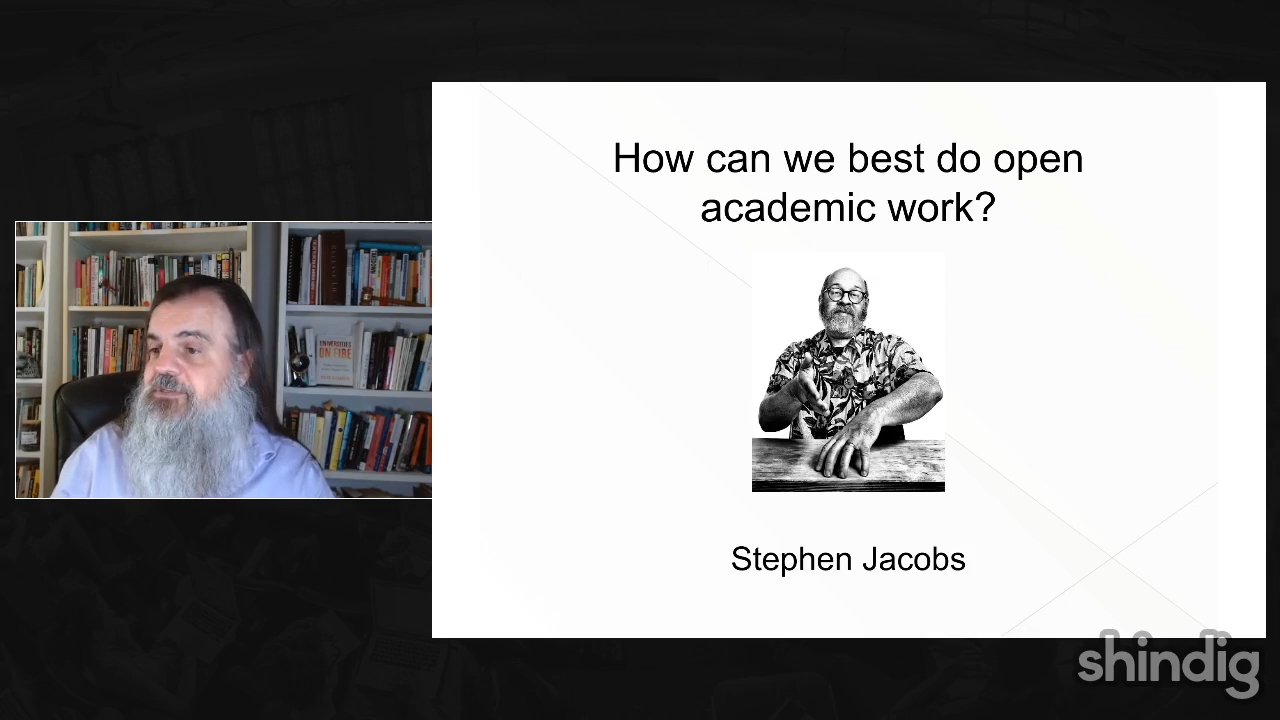 How can we best do open
academic work?
UNIVERSITIES
ON FIRE
Stephen Jacobs
shindig